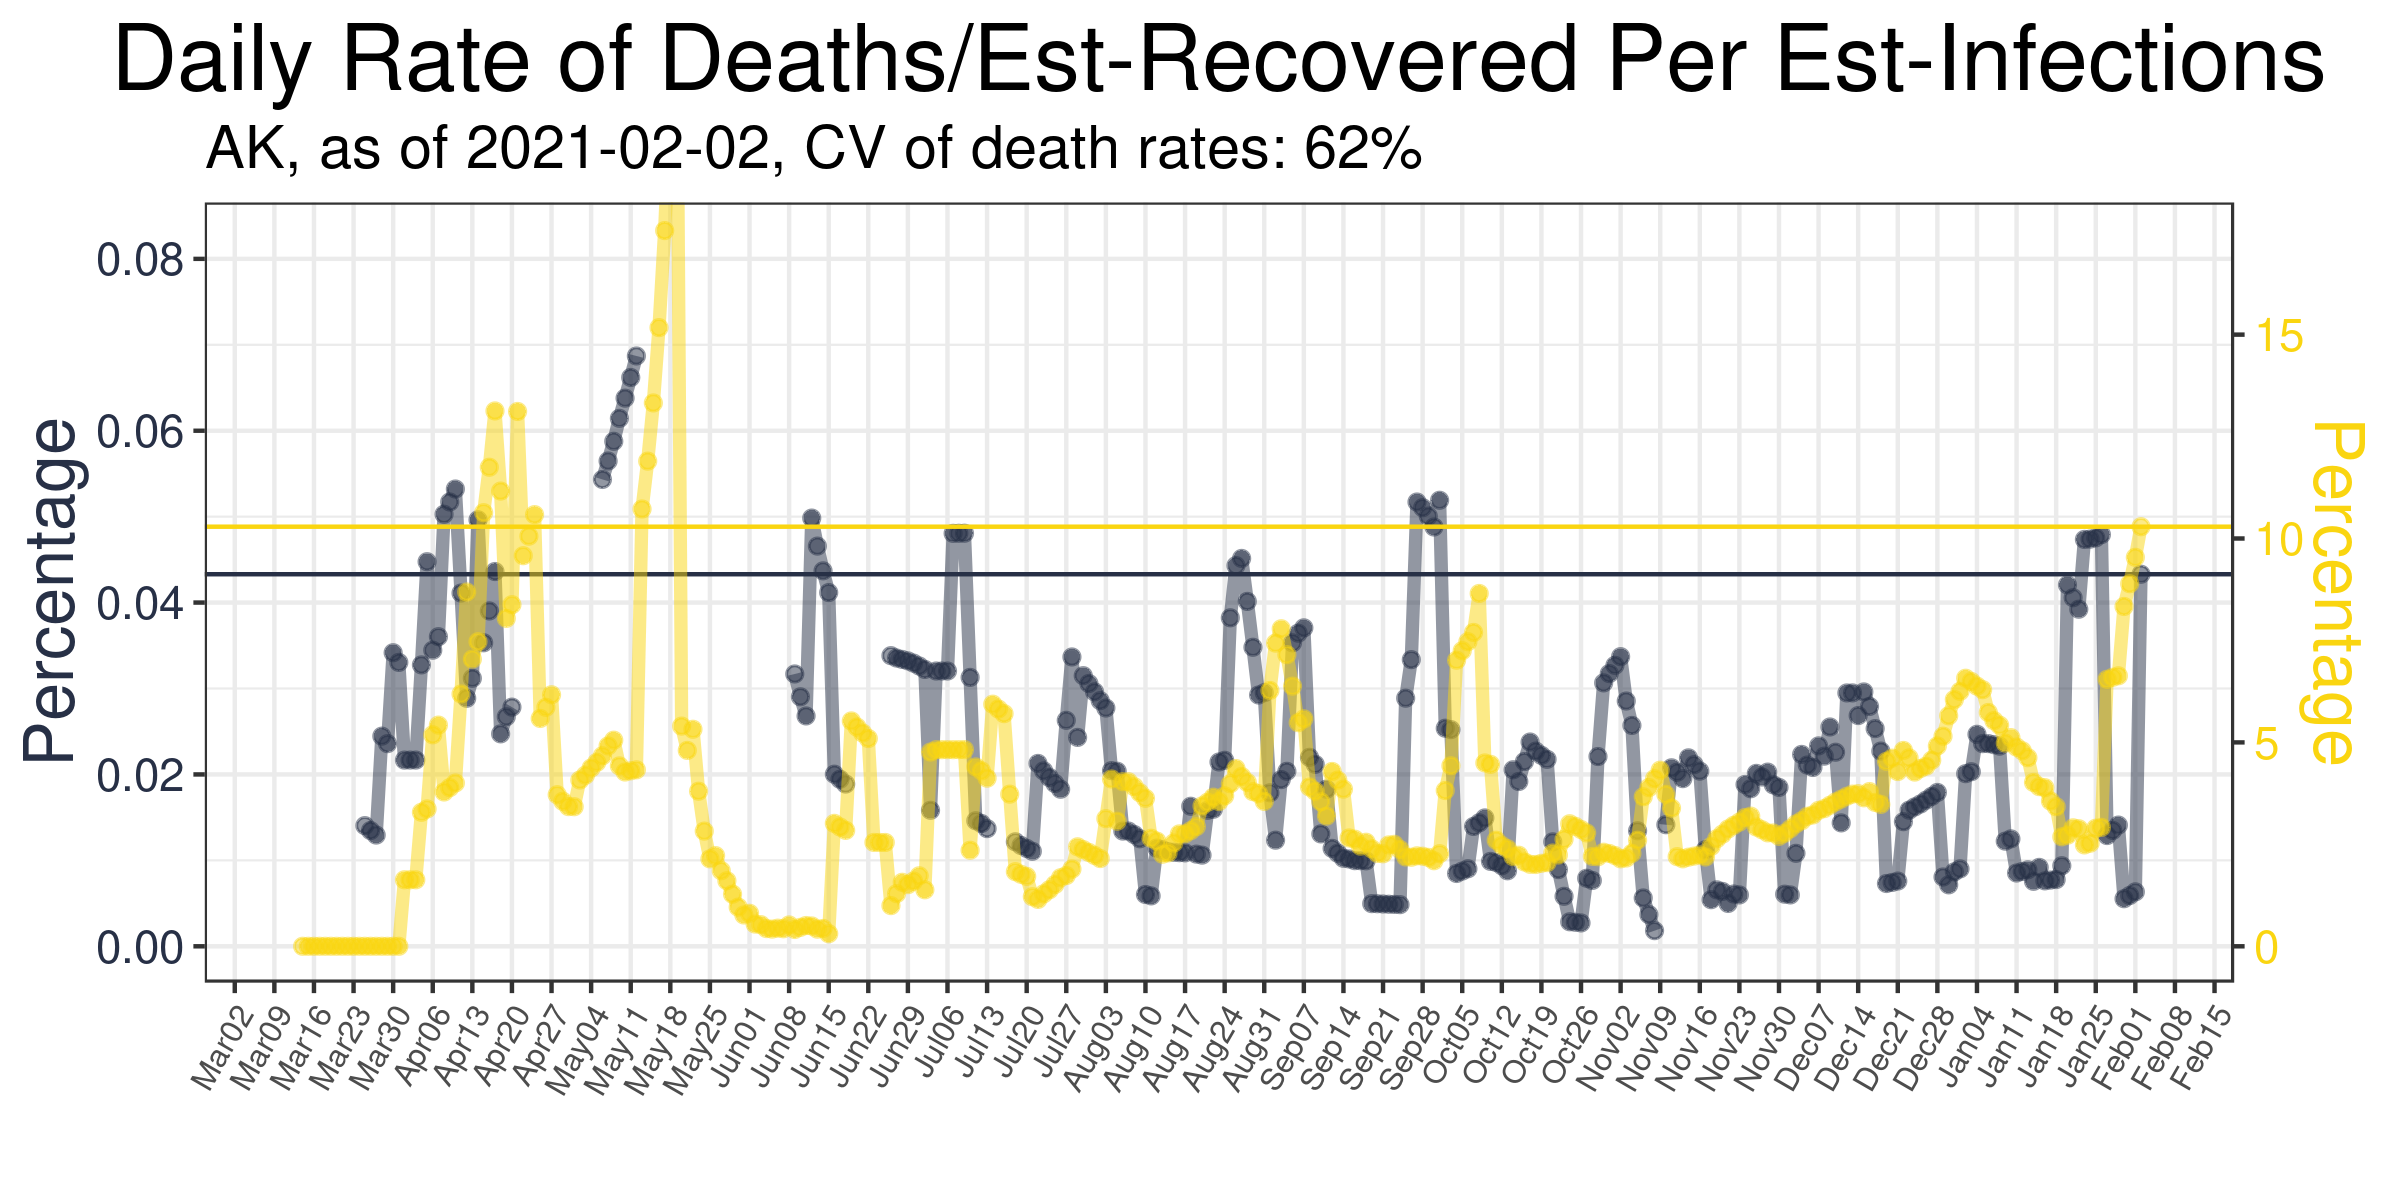 Daily Rate of Deaths/Est-Recovered Per Est-Infections
AK, as of 2021-02-02, CV of death rates: 62%
Percentage
0.08
0.06
0.04
0.02
0.00
15
10
5
0
Percentage
Mar02
Mar09
Mar16
Mar23
Mar30
Apr06
Apr13
Apr20
Apr27
May04
May11
May18
May25
Jun01
Jun08
Jun15
Jun22
Jun29
Jul06
Jul13
Jul20
Jul27
Aug03
Aug10
Aug17
Aug24
Aug31
Sep07
Sep14
Sep21
Sep28
Oct05
Oct12
Oct19
Oct26
Nov02
Nov09
Nov16
Nov23
Nov30
Dec07
Dec14
Dec21
Dec28
Jan04
Jan11
Jan18
Jan25
Feb01
Feb08
Feb15